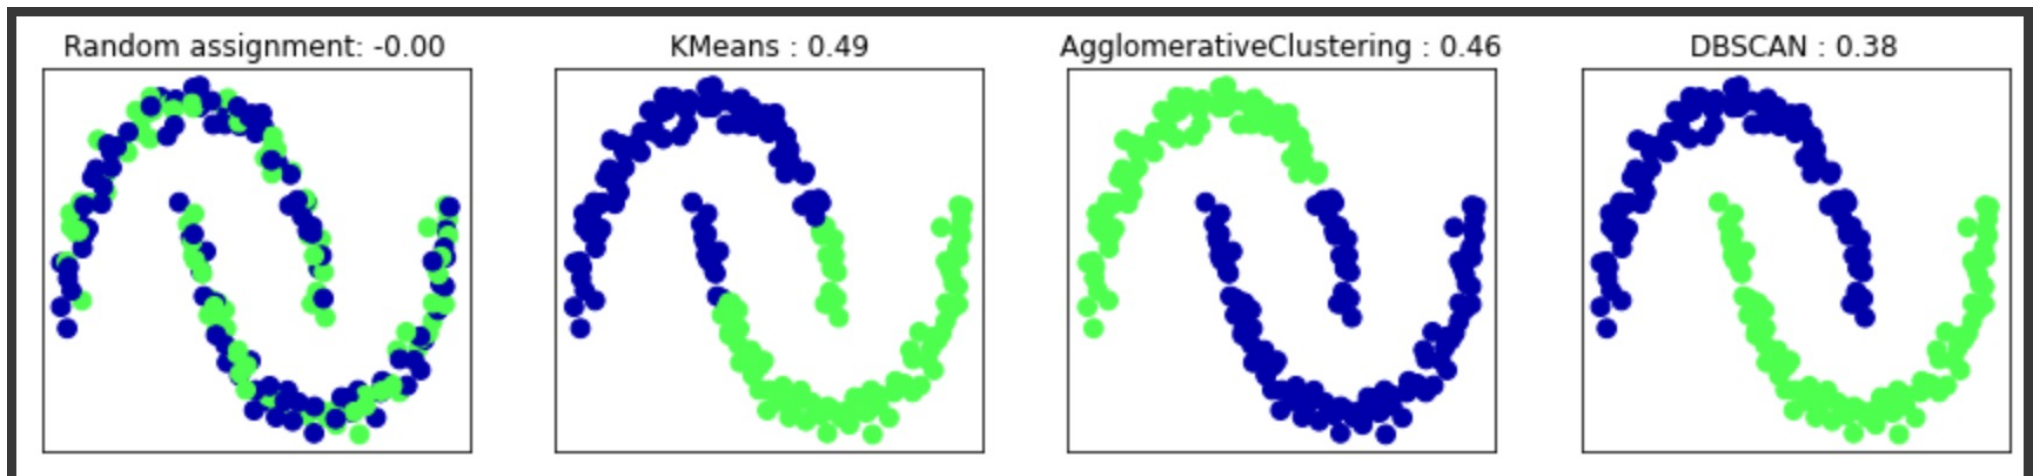 Random assignment: -0.00
KMeans : 0.49
AgglomerativeClustering : 0.46
DBSCAN : 0.38